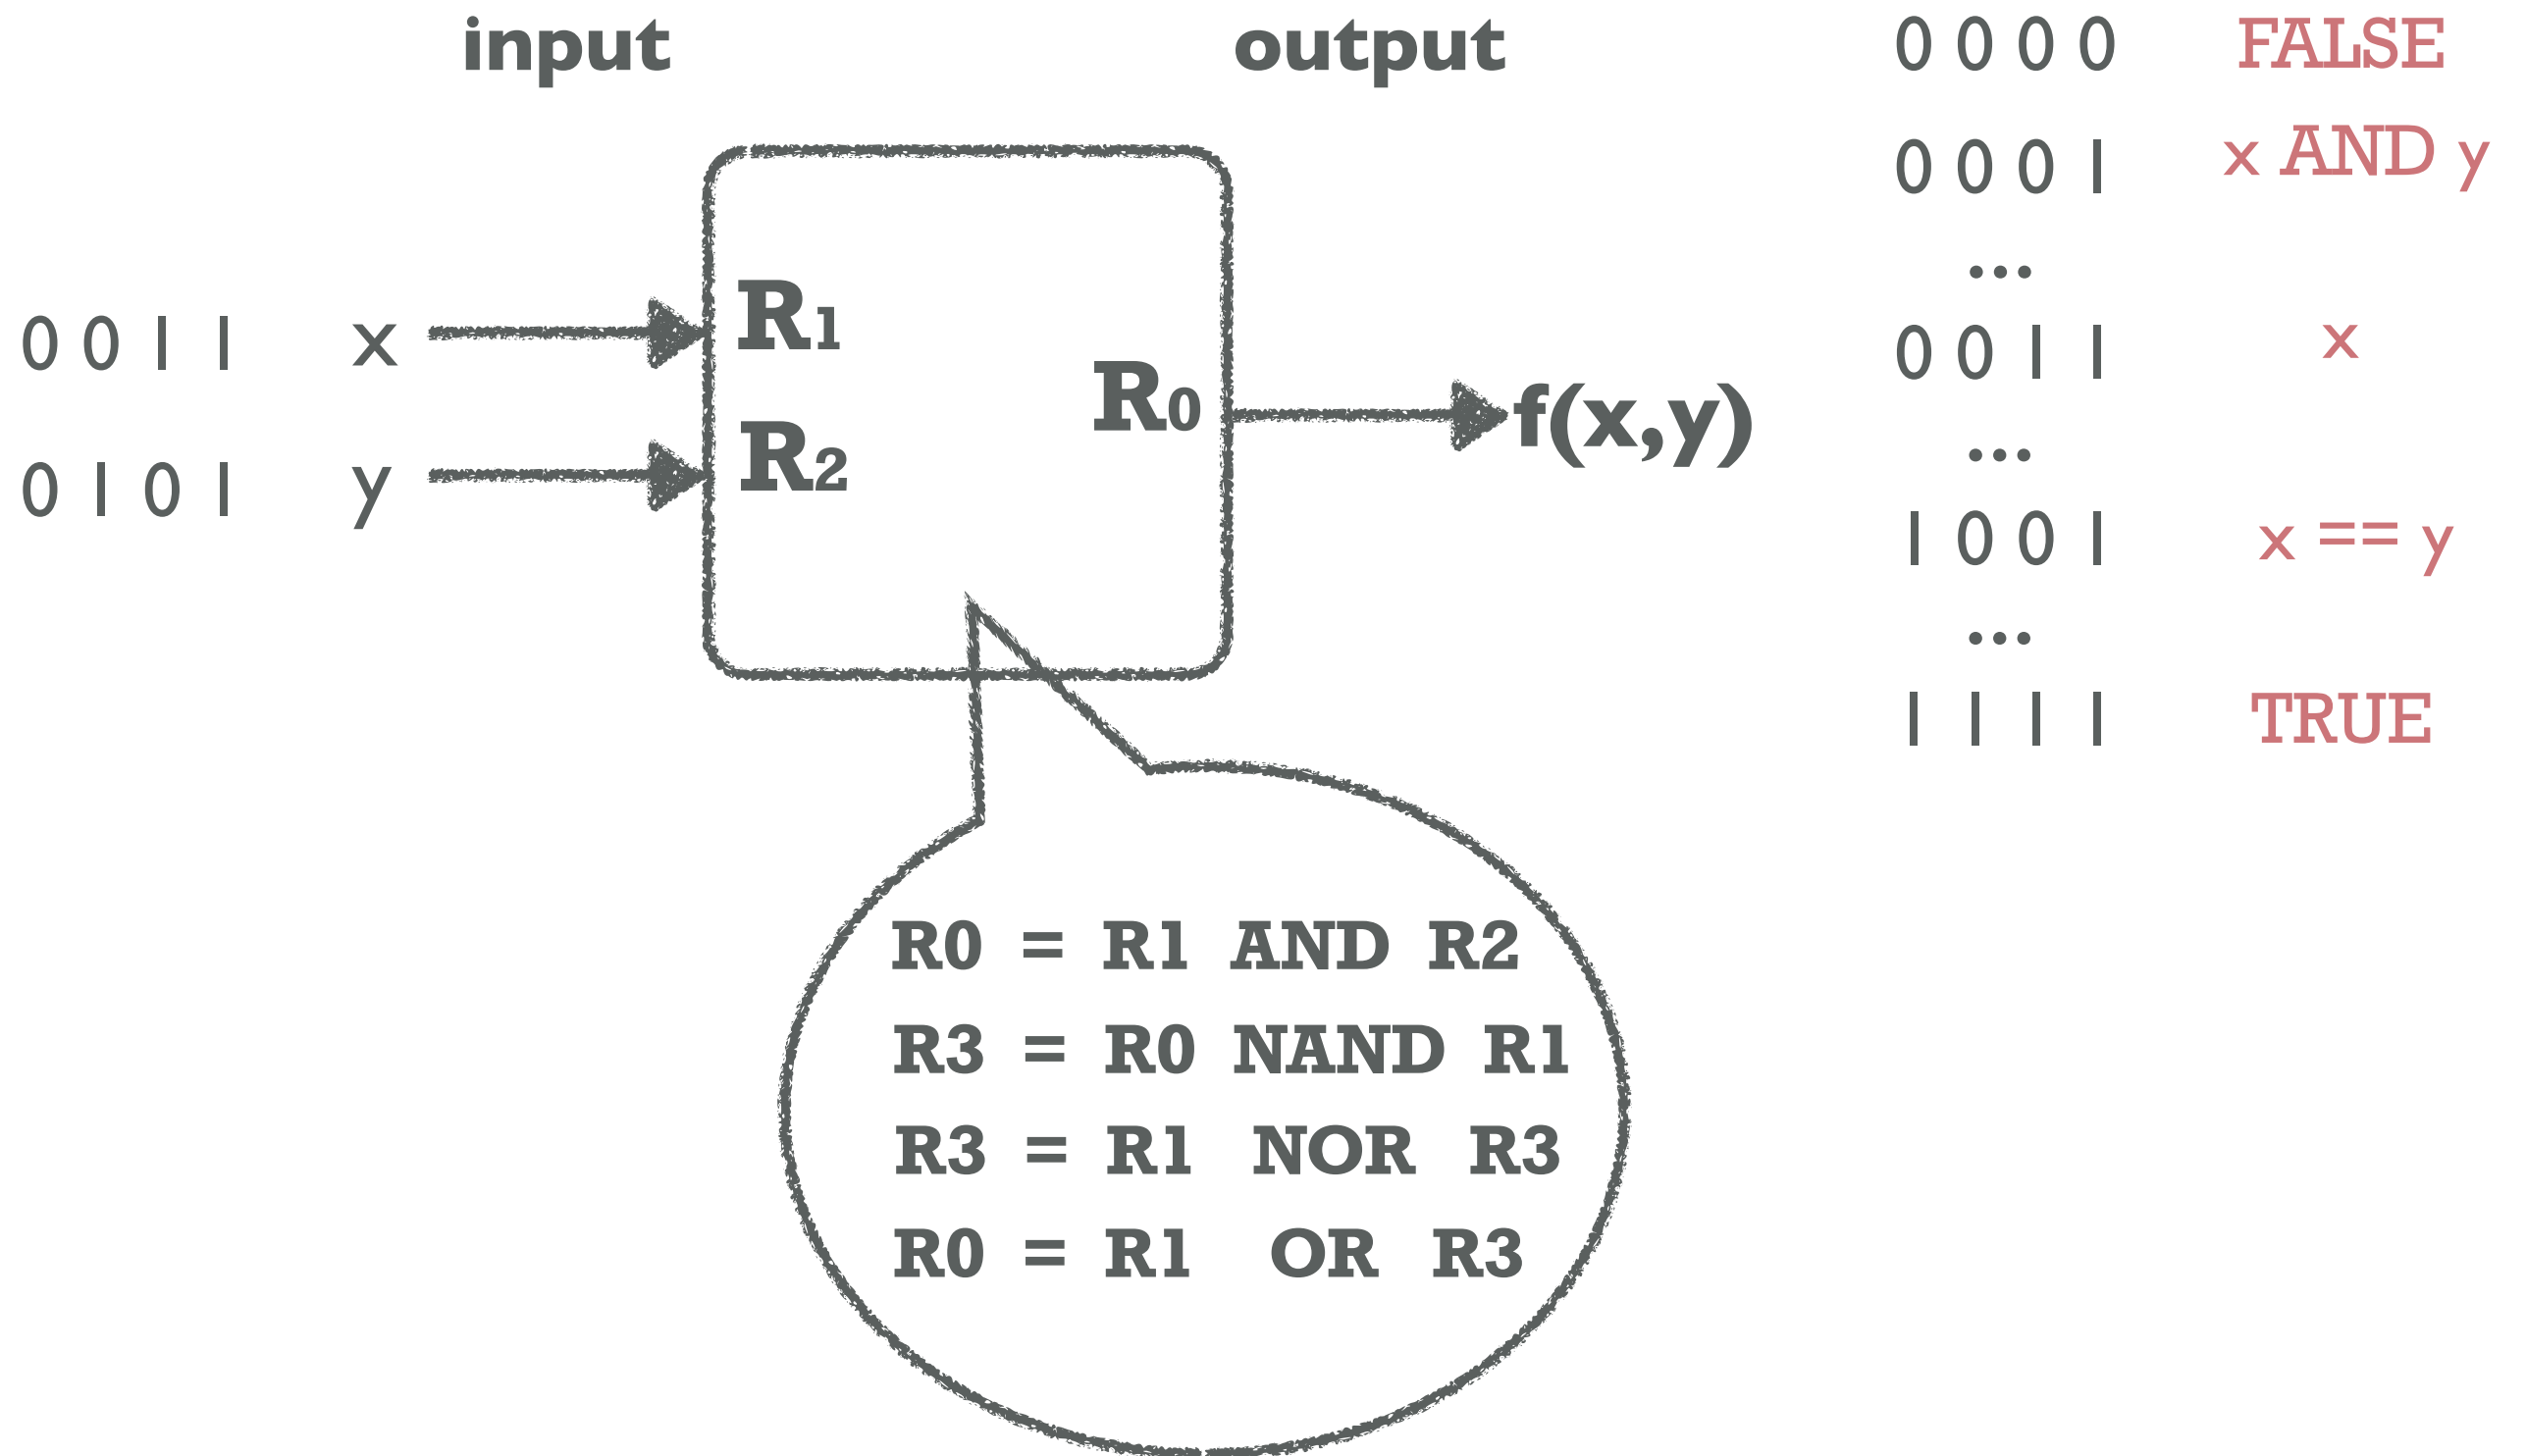 input
output
0 0 1 1 x
0 1 0 1 y
R1
R2
R0
f(x,y)
0 0 0 0 FALSE
0 0 0 1 x AND y
...
0 0 1 1 x
...
1 0 0 1 x == y
...
1 1 1 1 TRUE
R0 = R1 AND R2
R3 = R0 NAND R1
R3 = R1 NOR R3
R0 = R1 OR R3